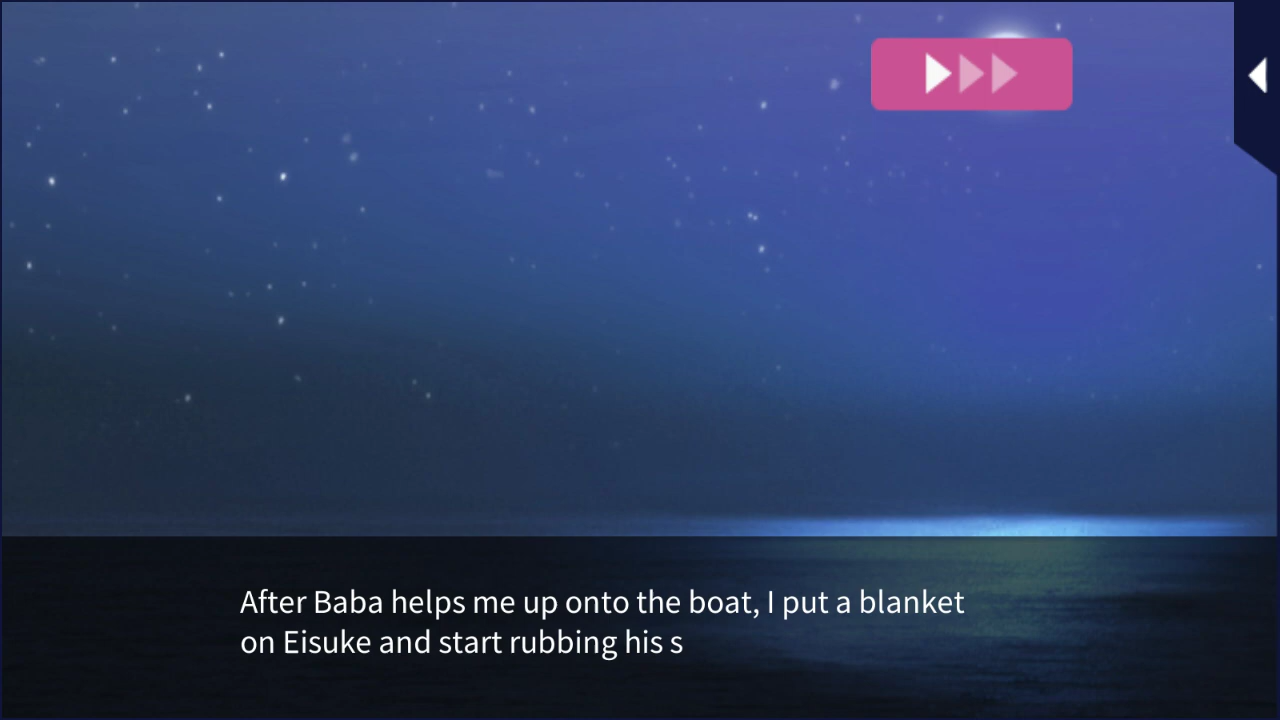 After Baba helps me up onto the boat, I put a blanket
on Eisuke and start rubbing his s